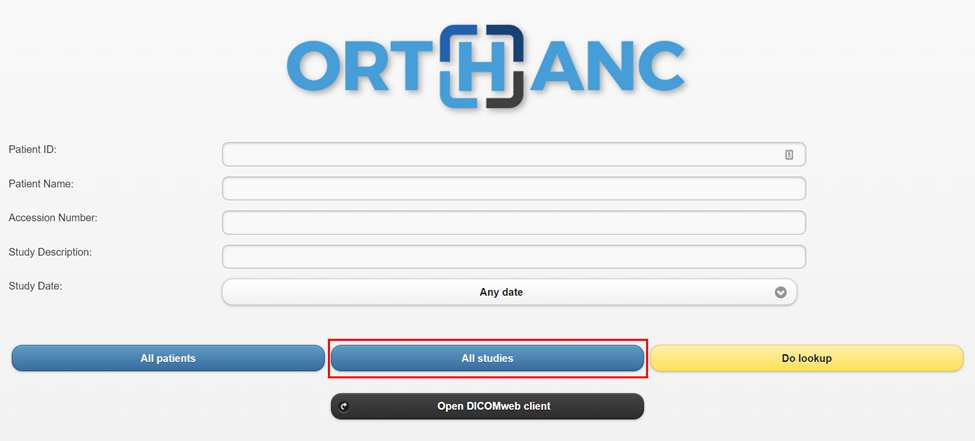 ORTHANC
Patient ID:
Patient Name:
Accession Number:
Study Description:
Study Date:
Any date
All patients
All studies
Do lookup
Open DICOMweb client